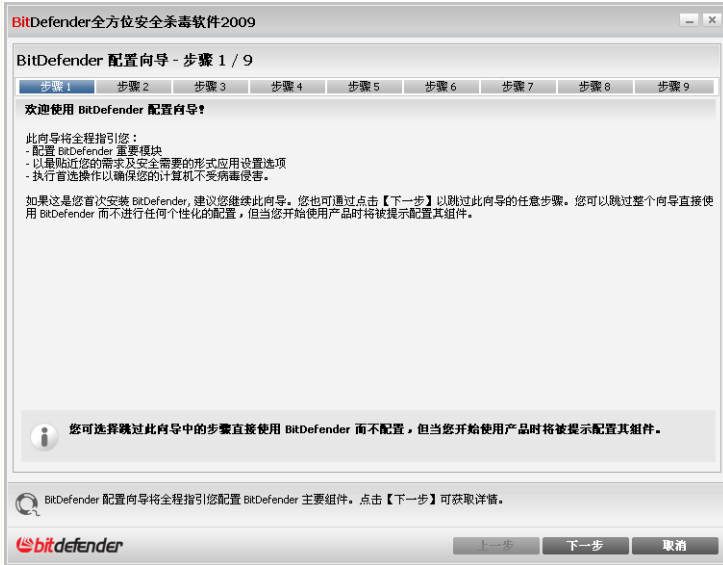 BitDefender全方位安全杀毒软件2009
BitDefender 配置向导 - 步骤 1 / 9
步骤 1 步骤 2 步骤 3 步骤 4 步骤 5 步骤 6 步骤 7 步骤 8 步骤 9
欢迎使用 BitDefender 配置向导!
此向导将全程指引您：
- 配置 BitDefender 重要模块
- 以最贴近您的需求及安全需要的形式应用设置选项
- 执行首选操作以确保您的计算机不受病毒侵害。
如果这是您首次安装 BitDefender, 建议您继续此向导。您也可通过点击【下一步】以跳过此向导的任意步骤。您可以跳过整个向导直接使
用 BitDefender 而不进行任何个性化的配置，但当您开始使用产品时将被提示配置其组件。
您可选择跳过此向导中的步骤直接使用 BitDefender 而不配置，但当您开始使用产品时将被提示配置其组件。
BitDefender 配置向导将全程指引您配置 BitDefender 主要组件。点击【下一步】可获取详情。
bitdefender
上一步 下一步 取消